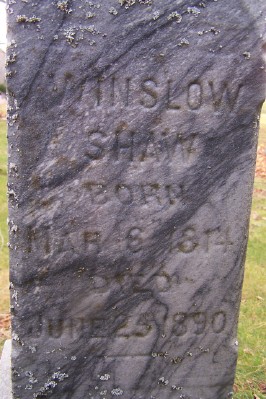 WINSLOW
SHAW
BORN
MAR 6 1814
DIED
JUNE 25 1890